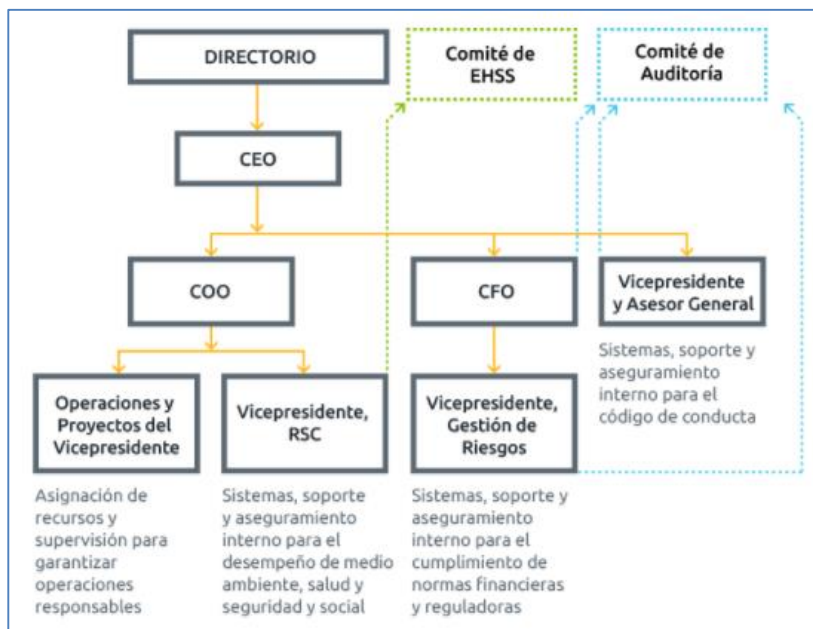 DIRECTORIO
Comité de
EHSS
Comité de
Auditoría
CEO
COO
CFO
Vicepresidente
y Asesor General
Sistemas, soporte y
aseguramiento
interno para el
código de conducta
Operaciones y
Proyectos del
Vicepresidente
Asignación de
recursos y
supervisión para
garantizar
operaciones
responsables
Vicepresidente,
RSC
Sistemas, soporte
y aseguramiento
interno para el
desempeño de medio
ambiente, salud y
seguridad y social
Vicepresidente,
Gestión de
Riesgos
Sistemas, soporte y
aseguramiento
interno para el
cumplimiento de
normas financieras
y reguladoras